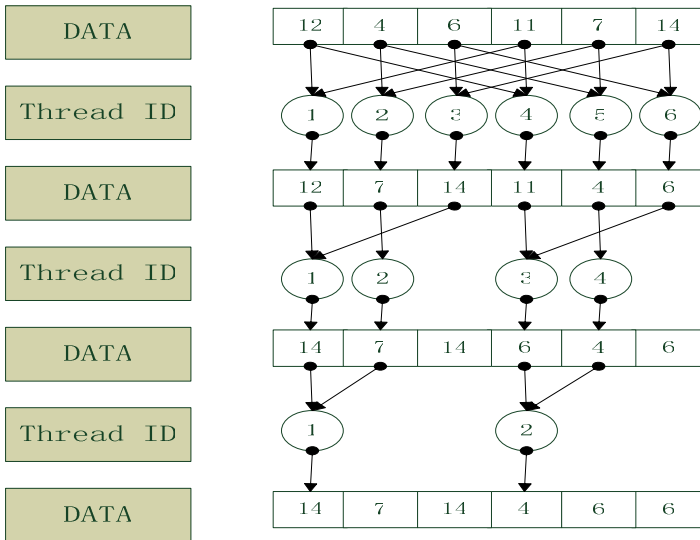 DATA 12 4 6 11 7 14
Thread ID 1 2 3 4 5 6
DATA 12 7 14 11 4 6
Thread ID 1 2 3 4
DATA 14 7 14 6 4 6
Thread ID 1 2
DATA 14 7 14 4 6 6